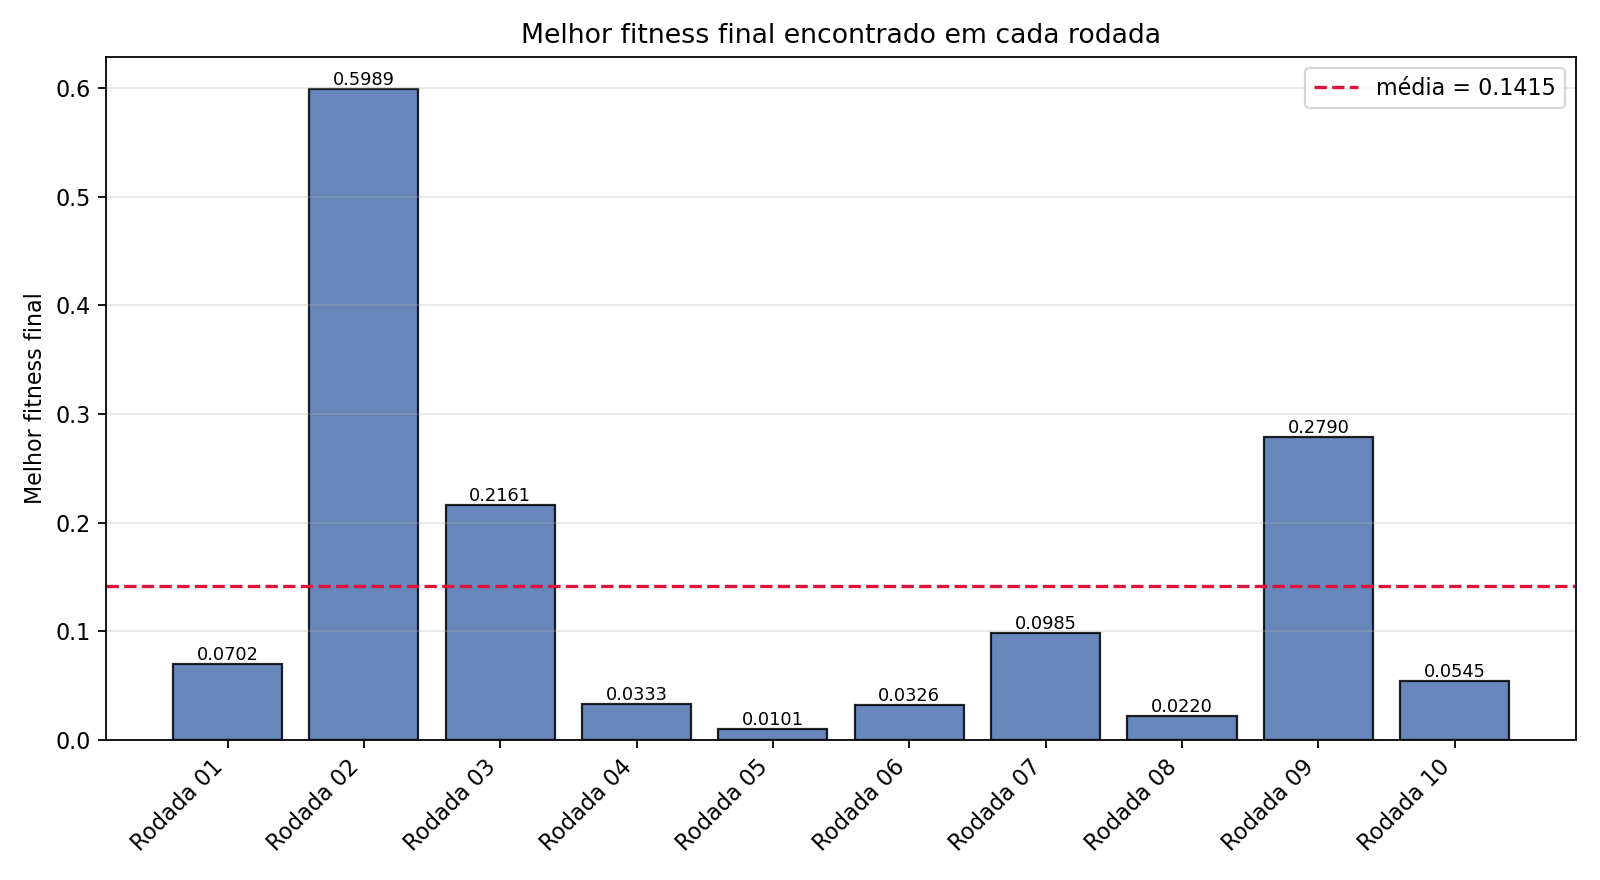 Melhor fitness final encontrado em cada rodada
média = 0.1415
Melhor fitness final
0.6
0.5
0.4
0.3
0.2
0.1
0.0
0.0702
0.5989
0.2161
0.0333
0.0101
0.0326
0.0985
0.0220
0.2790
0.0545
Rodada 01
Rodada 02
Rodada 03
Rodada 04
Rodada 05
Rodada 06
Rodada 07
Rodada 08
Rodada 09
Rodada 10